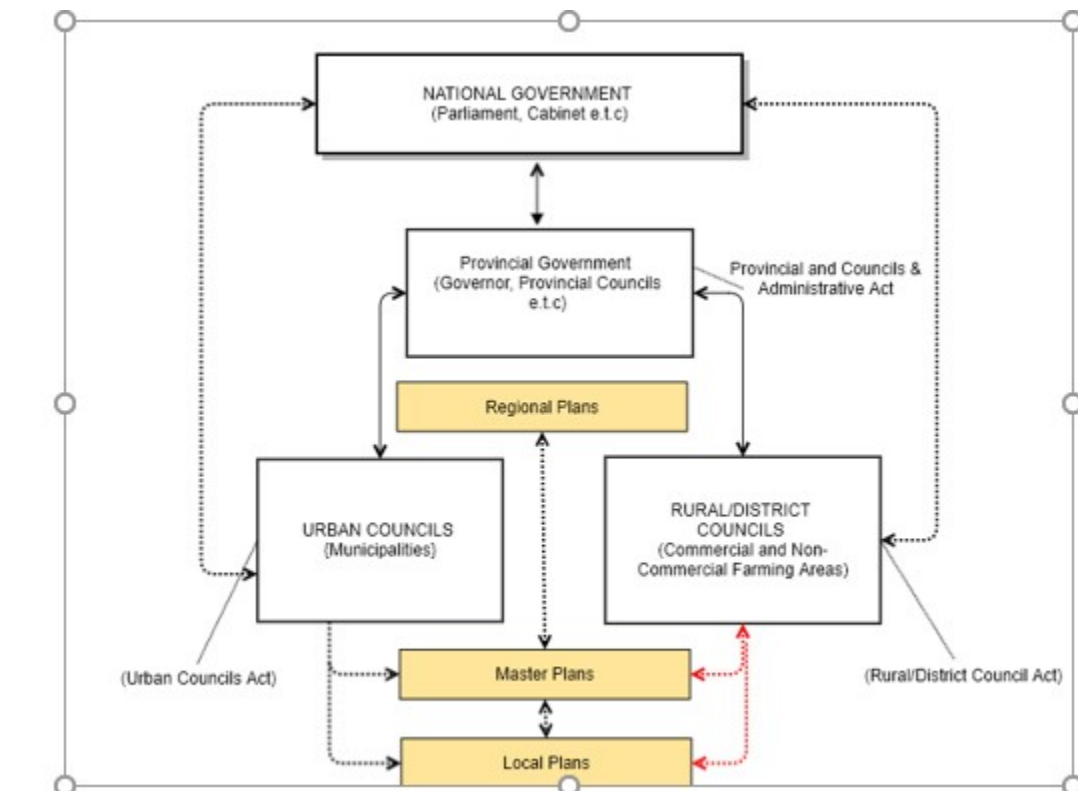 NATIONAL GOVERNMENT
(Parliament, Cabinet e.t.c)
Provincial Government
(Governor, Provincial Councils
e.t.c)
Provincial and Councils &
Administrative Act
Regional Plans
URBAN COUNCILS
{Municipalities}
RURAL/DISTRICT
COUNCILS
(Commercial and Non-
Commercial Farming Areas)
(Urban Councils Act)
Master Plans
(Rural/District Council Act)
Local Plans